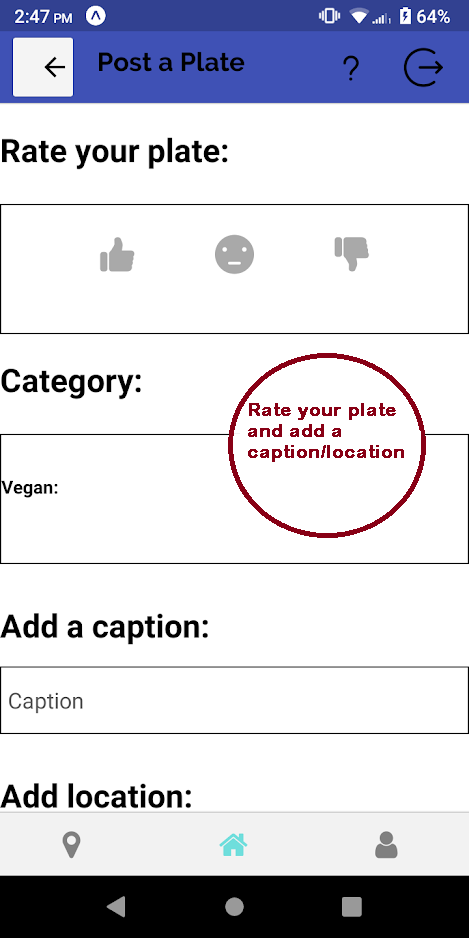 2:47 PM
64%
Post a Plate
?
Rate your plate:
Category:
Rate your plate
and add a
caption/location
Vegan:
Add a caption:
Caption
Add location: